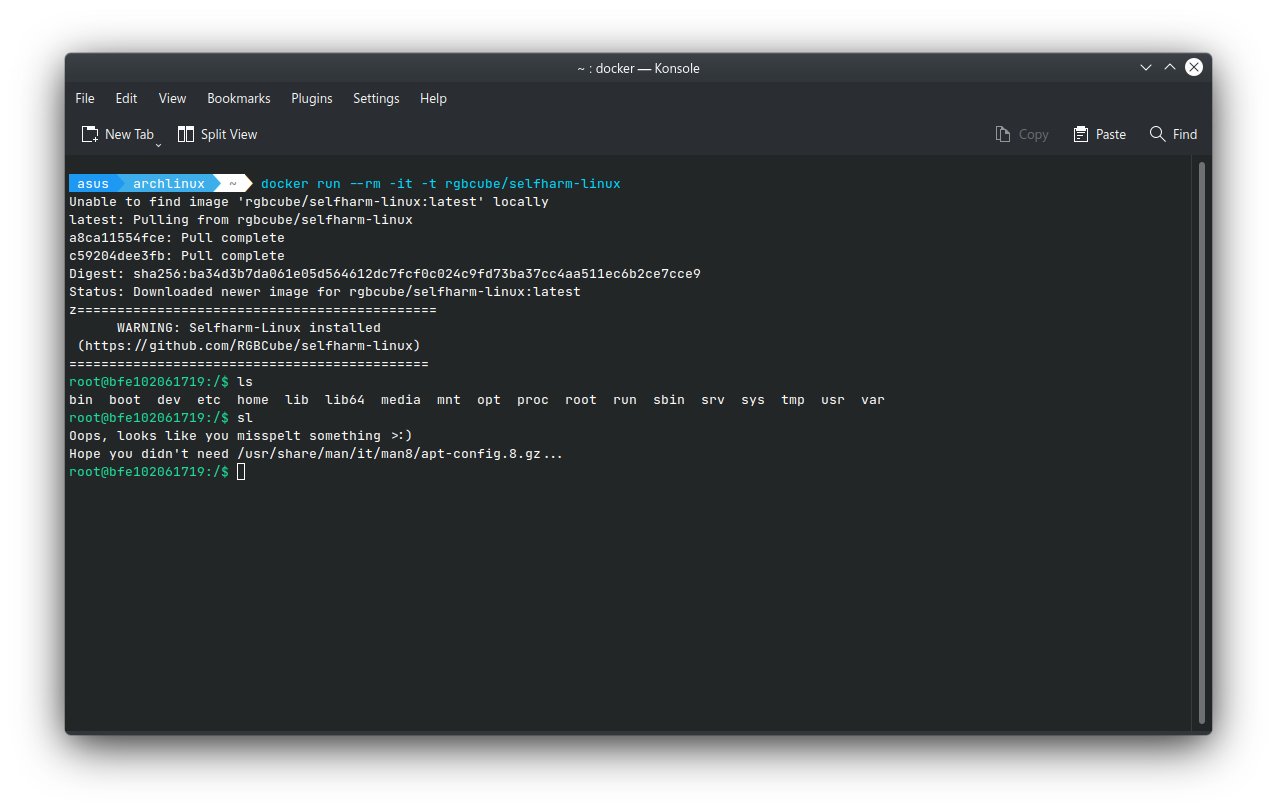 ~ : docker — Konsole
File Edit View Bookmarks Plugins Settings Help
New Tab Split View Copy Paste Find
asus archlinux ~ docker run --rm -it -t rgbcube/selfharm-linux
Unable to find image 'rgbcube/selfharm-linux:latest' locally
latest: Pulling from rgbcube/selfharm-linux
a8ca11554fce: Pull complete
c59204dee3fb: Pull complete
Digest: sha256:ba34d3b7da061e05d564612dc7fcf0c024c9fd73ba37cc4aa511ec6b2ce7cce9
Status: Downloaded newer image for rgbcube/selfharm-linux:latest
z=============================================
WARNING: Selfharm-Linux installed
(https://github.com/RGBCube/selfharm-linux)
=============================================
root@bfe102061719:/$ ls
bin boot dev etc home lib lib64 media mnt opt proc root run sbin srv sys tmp usr var
root@bfe102061719:/$ sl
Oops, looks like you misspelt something >:)
Hope you didn't need /usr/share/man/it/man8/apt-config.8.gz...
root@bfe102061719:/$